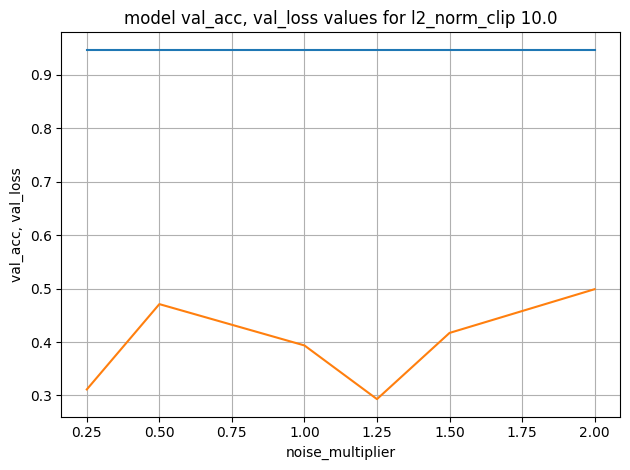 model val_acc, val_loss values for l2_norm_clip 10.0
val_acc, val_loss
0.9
0.8
0.7
0.6
0.5
0.4
0.3
0.25 0.50 0.75 1.00 1.25 1.50 1.75 2.00
noise_multiplier